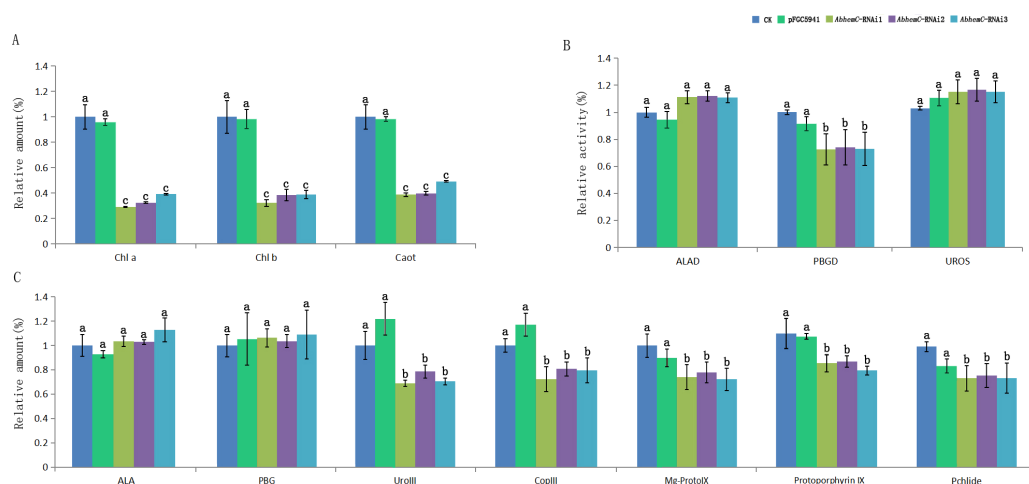 CK pFGC5941 AbhemC-RNAi1 AbhemC-RNAi2 AbhemC-RNAi3
A
Relative amount(%)
1.4
1.2
1
0.8
0.6
0.4
0.2
0
a a c c c
a a c c c
a a c c c
Chl a Chl b Caot
B
Relative activity(%)
1.4
1.2
1
0.8
0.6
0.4
0.2
0
a a a a a
a a b b b
a a a a a
ALAD PBGD UROS
C
Relative amount(%)
1.4
1.2
1
0.8
0.6
0.4
0.2
0
a a a a a
a a a a a
a a b b b
a a b b b
a a b b b
a a b b b
a a b b b
ALA PBG UroIII CopIII Mg-ProtoIX Protoporphyrin IX Pchlide